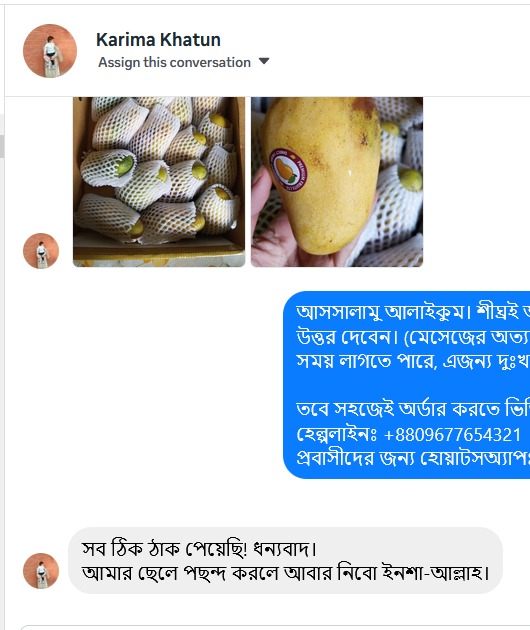 Karima Khatun
Assign this conversation
আসসালামু আলাইকুম। শীঘ্রই
উত্তর দেবেন। (মেসেজের অত্য
সময় লাগতে পারে, এজন্য দুঃখ
তবে সহজেই অর্ডার করতে ভি
হেল্পলাইনঃ +8809677654321
প্রবাসীদের জন্য হোয়াটসঅ্যাপঃ
সব ঠিক ঠাক পেয়েছি! ধন্যবাদ।
আমার ছেলে পছন্দ করলে আবার নিবো ইনশা-আল্লাহ।